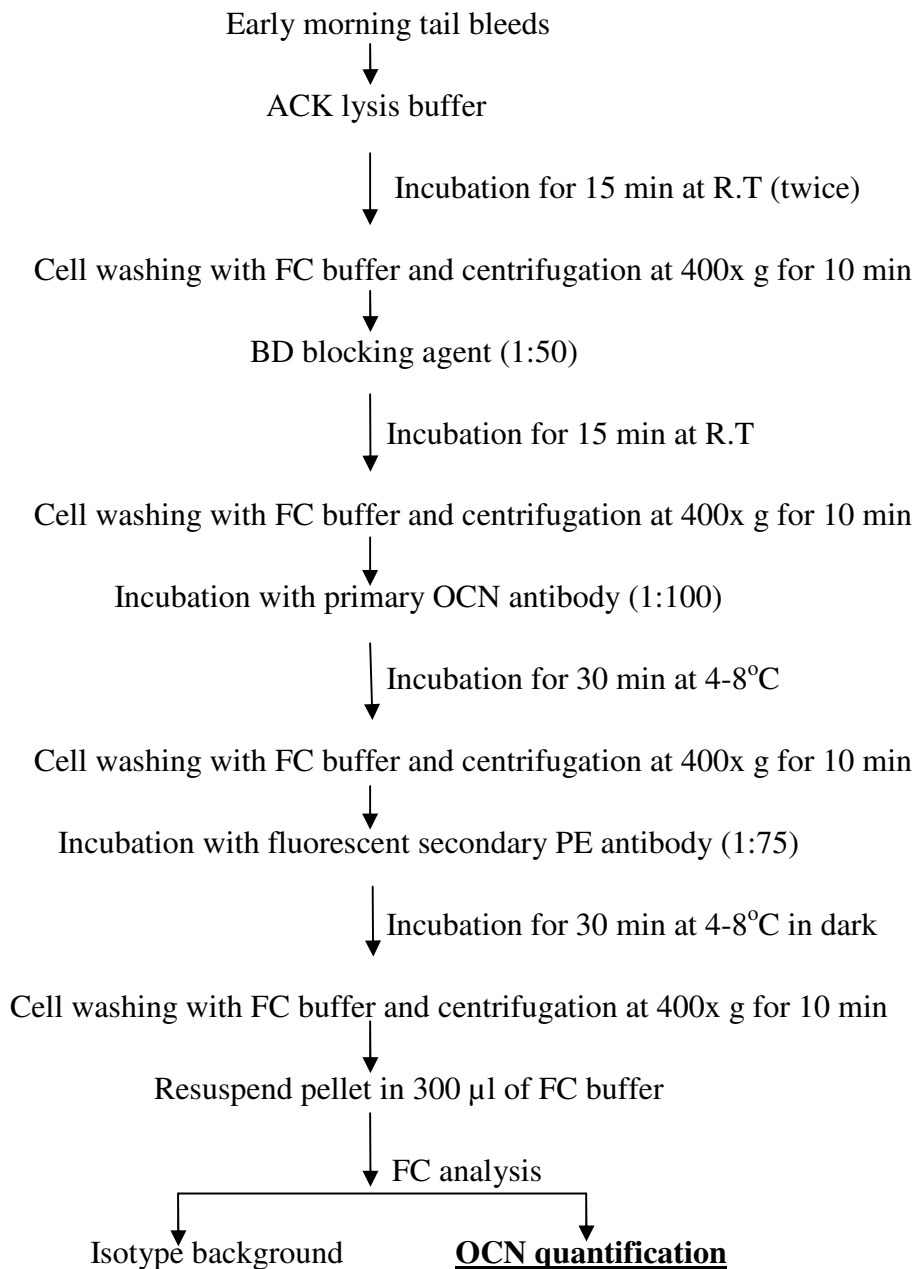 Early morning tail bleeds
ACK lysis buffer
Incubation for 15 min at R.T (twice)
Cell washing with FC buffer and centrifugation at 400x g for 10 min
BD blocking agent (1:50)
Incubation for 15 min at R.T
Cell washing with FC buffer and centrifugation at 400x g for 10 min
Incubation with primary OCN antibody (1:100)
Incubation for 30 min at 4-8°C
Cell washing with FC buffer and centrifugation at 400x g for 10 min
Incubation with fluorescent secondary PE antibody (1:75)
Incubation for 30 min at 4-8°C in dark
Cell washing with FC buffer and centrifugation at 400x g for 10 min
Resuspend pellet in 300 µl of FC buffer
FC analysis
Isotype background OCN quantification